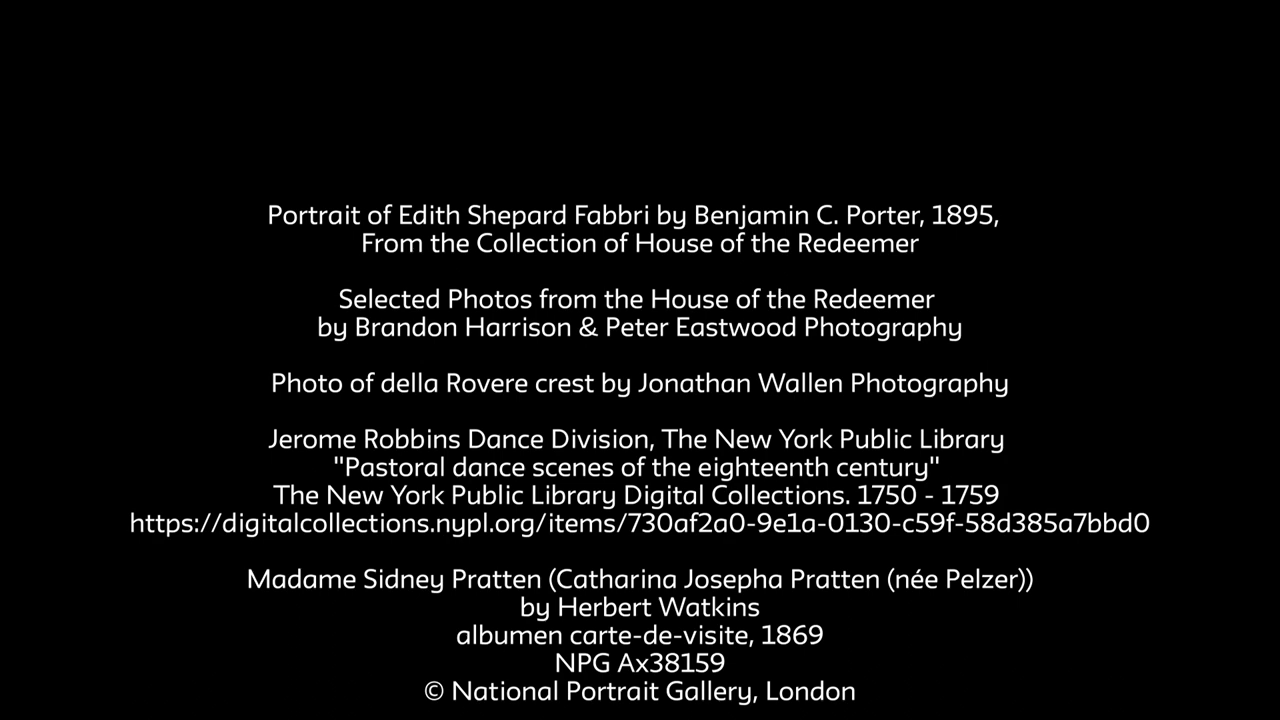 Portrait of Edith Shepard Fabbri by Benjamin C. Porter, 1895,
From the Collection of House of the Redeemer
Selected Photos from the House of the Redeemer
by Brandon Harrison & Peter Eastwood Photography
Photo of della Rovere crest by Jonathan Wallen Photography
Jerome Robbins Dance Division, The New York Public Library
"Pastoral dance scenes of the eighteenth century"
The New York Public Library Digital Collections. 1750 - 1759
https://digitalcollections.nypl.org/items/730af2a0-9e1a-0130-c59f-58d385a7bbd0
Madame Sidney Pratten (Catharina Josepha Pratten (née Pelzer))
by Herbert Watkins
albumen carte-de-visite, 1869
NPG Ax38159
© National Portrait Gallery, London